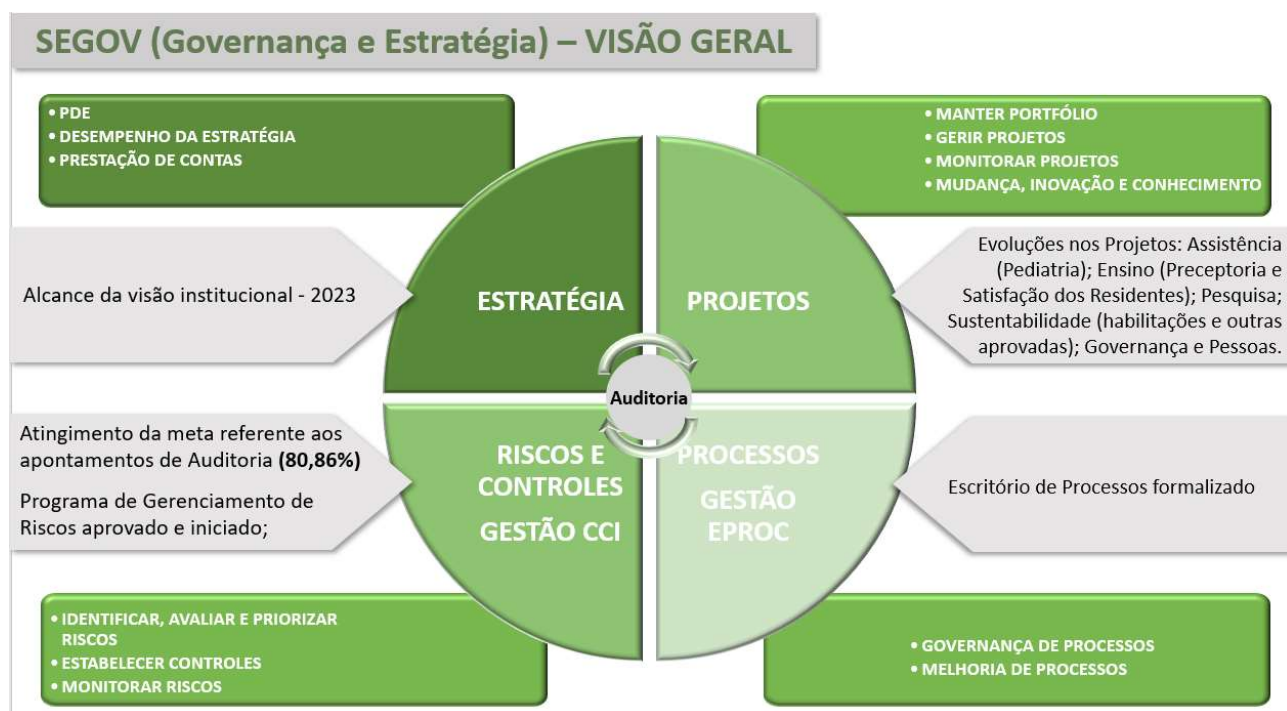 SEGOV (Governança e Estratégia) – VISÃO GERAL
• PDE
• DESEMPENHO DA ESTRATÉGIA
• PRESTAÇÃO DE CONTAS
• MANTER PORTFÓLIO
• GERIR PROJETOS
• MONITORAR PROJETOS
• MUDANÇA, INOVAÇÃO E CONHECIMENTO
Alcance da visão institucional - 2023
ESTRATÉGIA
PROJETOS
Evoluções nos Projetos: Assistência
(Pediatria); Ensino (Preceptoria e
Satisfação dos Residentes); Pesquisa;
Sustentabilidade (habilitações e outras
aprovadas); Governança e Pessoas.
Auditoria
Atingimento da meta referente aos
apontamentos de Auditoria (80,86%)
Programa de Gerenciamento de
Riscos aprovado e iniciado;
RISCOS E
CONTROLES
GESTÃO CCI
PROCESSOS
GESTÃO
EPROC
Escritório de Processos formalizado
• IDENTIFICAR, AVALIAR E PRIORIZAR
RISCOS
• ESTABELECER CONTROLES
• MONITORAR RISCOS
• GOVERNANÇA DE PROCESSOS
• MELHORIA DE PROCESSOS